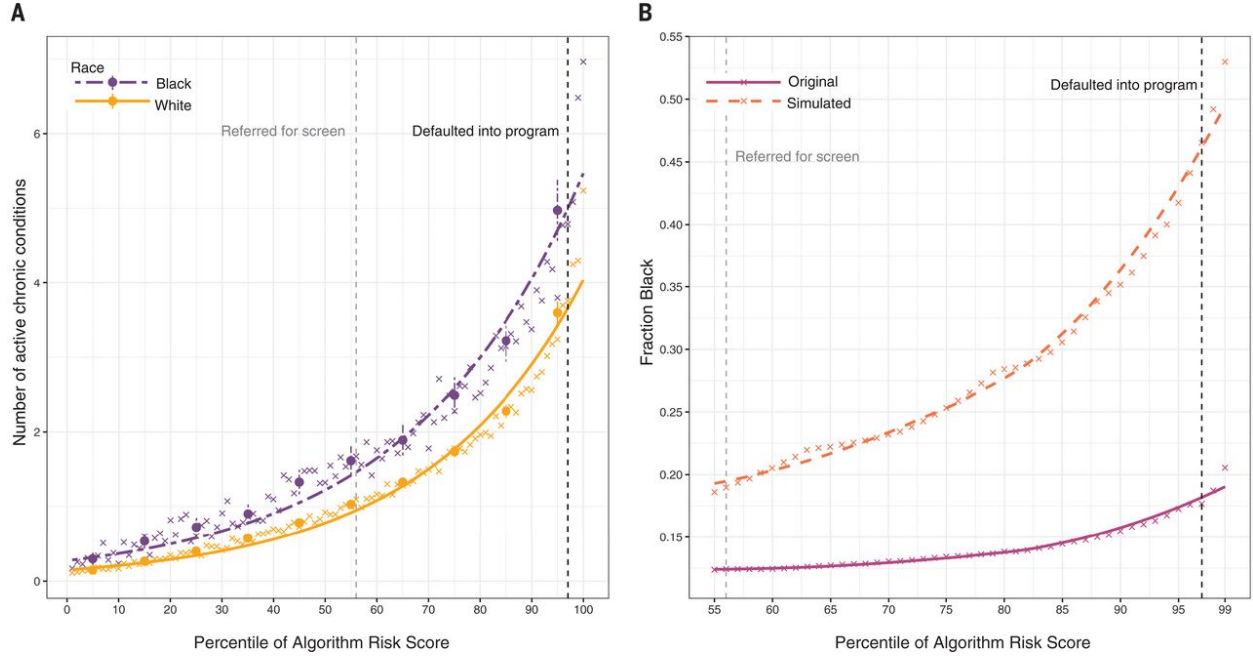 A
Race
Black
White
Referred for screen
Defaulted into program
Number of active chronic conditions
6
4
2
0
0 10 20 30 40 50 60 70 80 90 100
Percentile of Algorithm Risk Score
B
Original
Simulated
Defaulted into program
Referred for screen
Fraction Black
0.55
0.50
0.45
0.40
0.35
0.30
0.25
0.20
0.15
55 60 65 70 75 80 85 90 95 99
Percentile of Algorithm Risk Score